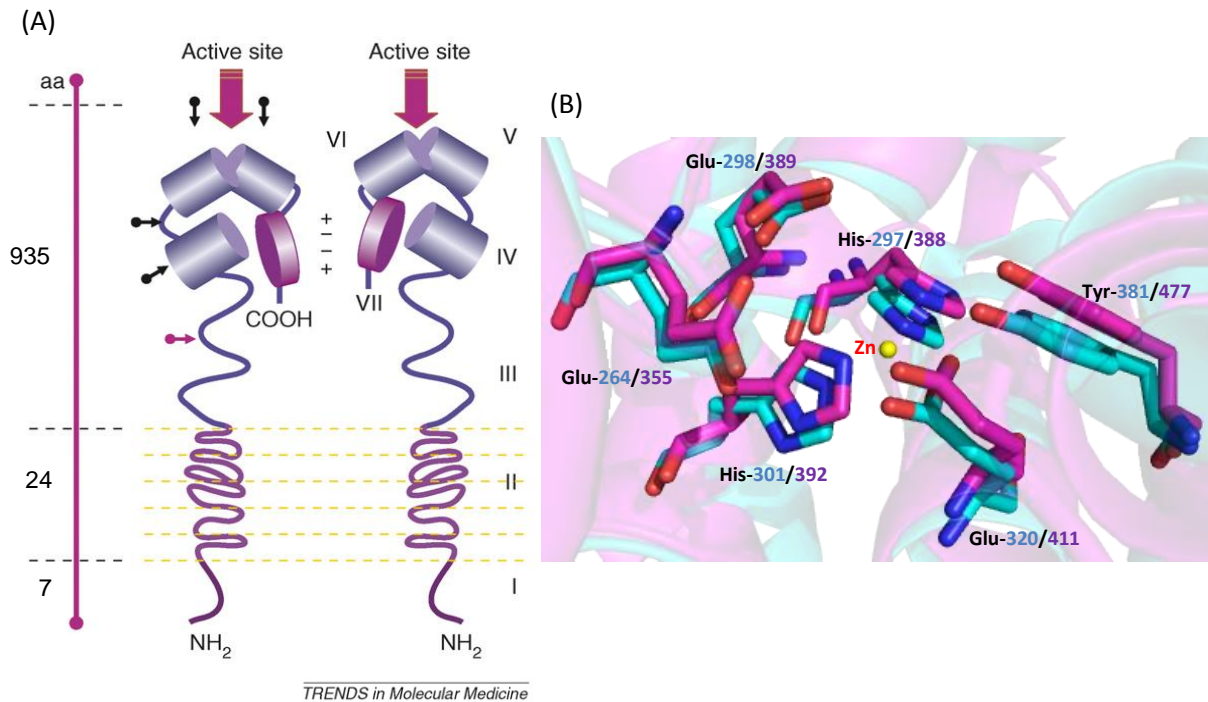 (A)
Active site
Active site
aa
VI
V
935
+
−
−
+
IV
VII
COOH
III
24
II
7
I
NH2
NH2
TRENDS in Molecular Medicine
(B)
Glu-298/389
His-297/388
Tyr-381/477
Zn
Glu-264/355
His-301/392
Glu-320/411